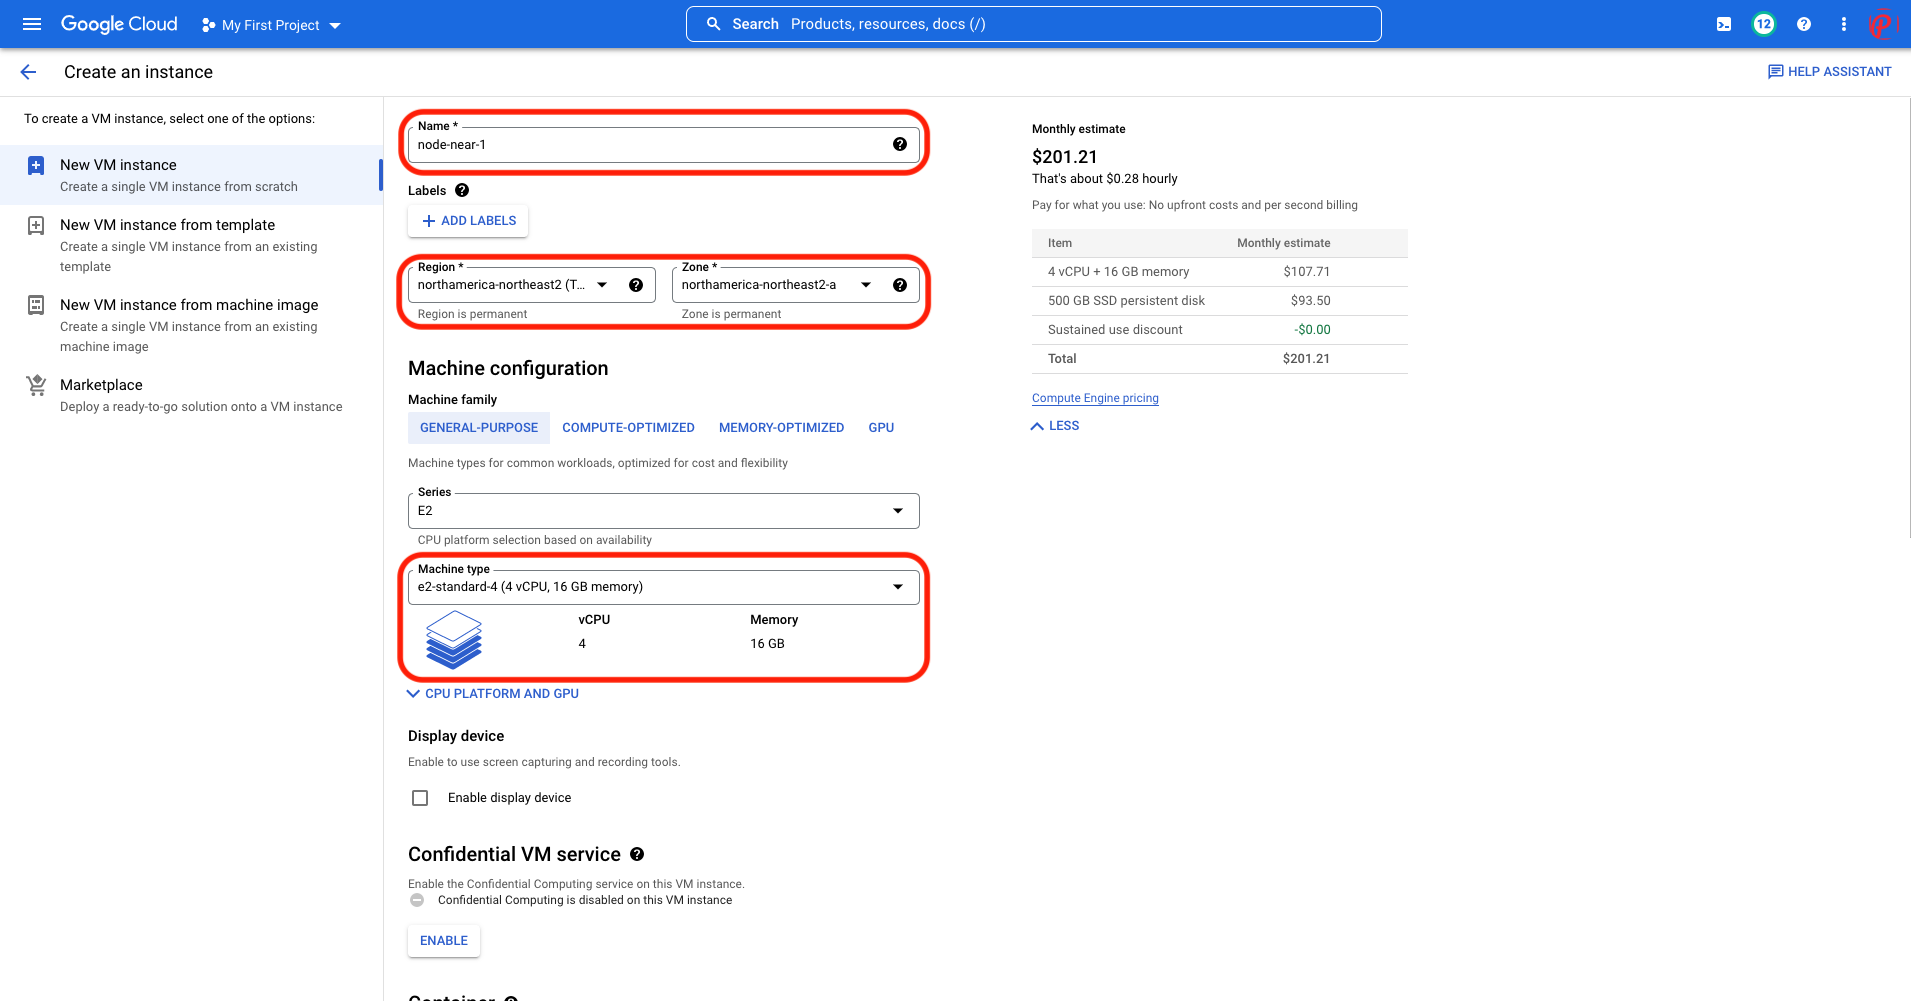 Google Cloud
My First Project
Search Products, resources, docs (/)
12
Create an instance
HELP ASSISTANT
To create a VM instance, select one of the options:
New VM instance
Create a single VM instance from scratch
New VM instance from template
Create a single VM instance from an existing
template
New VM instance from machine image
Create a single VM instance from an existing
machine image
Marketplace
Deploy a ready-to-go solution onto a VM instance
Name *
node-near-1
Labels
ADD LABELS
Region *
northamerica-northeast2 (T...
Region is permanent
Zone *
northamerica-northeast2-a
Zone is permanent
Machine configuration
Machine family
GENERAL-PURPOSE COMPUTE-OPTIMIZED MEMORY-OPTIMIZED GPU
Machine types for common workloads, optimized for cost and flexibility
Series
E2
CPU platform selection based on availability
Machine type
e2-standard-4 (4 vCPU, 16 GB memory)
vCPU Memory
4 16 GB
CPU PLATFORM AND GPU
Display device
Enable to use screen capturing and recording tools.
Enable display device
Confidential VM service
Enable the Confidential Computing service on this VM instance.
Confidential Computing is disabled on this VM instance
ENABLE
Container
Monthly estimate
$201.21
That's about $0.28 hourly
Pay for what you use: No upfront costs and per second billing
Item Monthly estimate
4 vCPU + 16 GB memory $107.71
500 GB SSD persistent disk $93.50
Sustained use discount -$0.00
Total $201.21
Compute Engine pricing
LESS